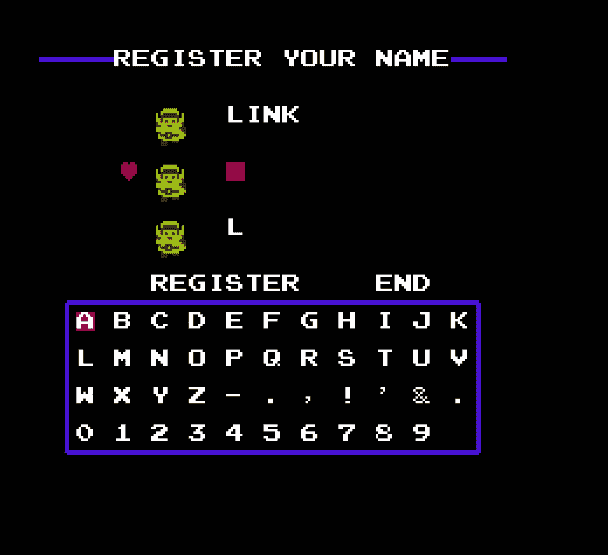 REGISTER YOUR NAME
LINK
L
REGISTER END
A B C D E F G H I J K
L M N O P Q R S T U V
W X Y Z - . , ! ' & .
0 1 2 3 4 5 6 7 8 9